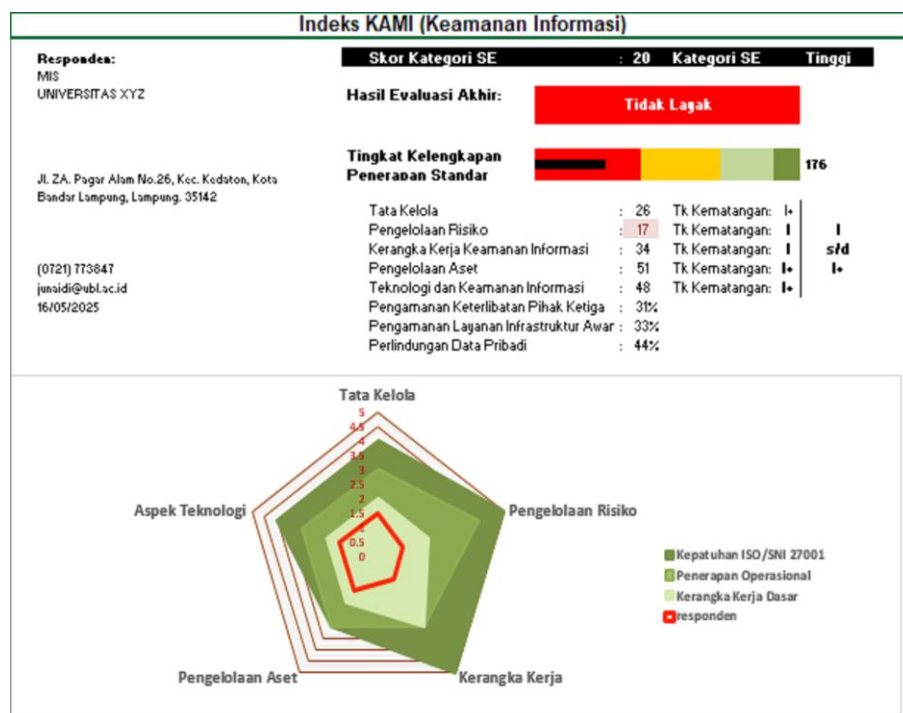 Indeks KAMI (Keamanan Informasi)
Responden:
MIS
UNIVERSITAS XYZ
Jl. ZA. Pagar Alam No.26, Kec. Kedaton, Kota
Bandar Lampung, Lampung. 35142
(0721) 773847
junaidi@ubl.ac.id
16/05/2025
Skor Kategori SE : 20 Kategori SE Tinggi
Hasil Evaluasi Akhir: Tidak Layak
Tingkat Kelengkapan
Penerapan Standar 176
Tata Kelola : 26 Tk Kematangan: I+
Pengelolaan Risiko : 17 Tk Kematangan: I I
Kerangka Kerja Keamanan Informasi : 34 Tk Kematangan: I s/d
Pengelolaan Aset : 51 Tk Kematangan: I+ I+
Teknologi dan Keamanan Informasi : 48 Tk Kematangan: I+
Pengamanan Keterlibatan Pihak Ketiga : 31%
Pengamanan Layanan Infrastruktur Awar : 33%
Perlindungan Data Pribadi : 44%
Tata Kelola
5
4.5
4
3.5
3
2.5
2
1.5
1
0.5
0
Aspek Teknologi
Pengelolaan Risiko
Pengelolaan Aset
Kerangka Kerja
Kepatuhan ISO/SNI 27001
Penerapan Operasional
Kerangka Kerja Dasar
responden